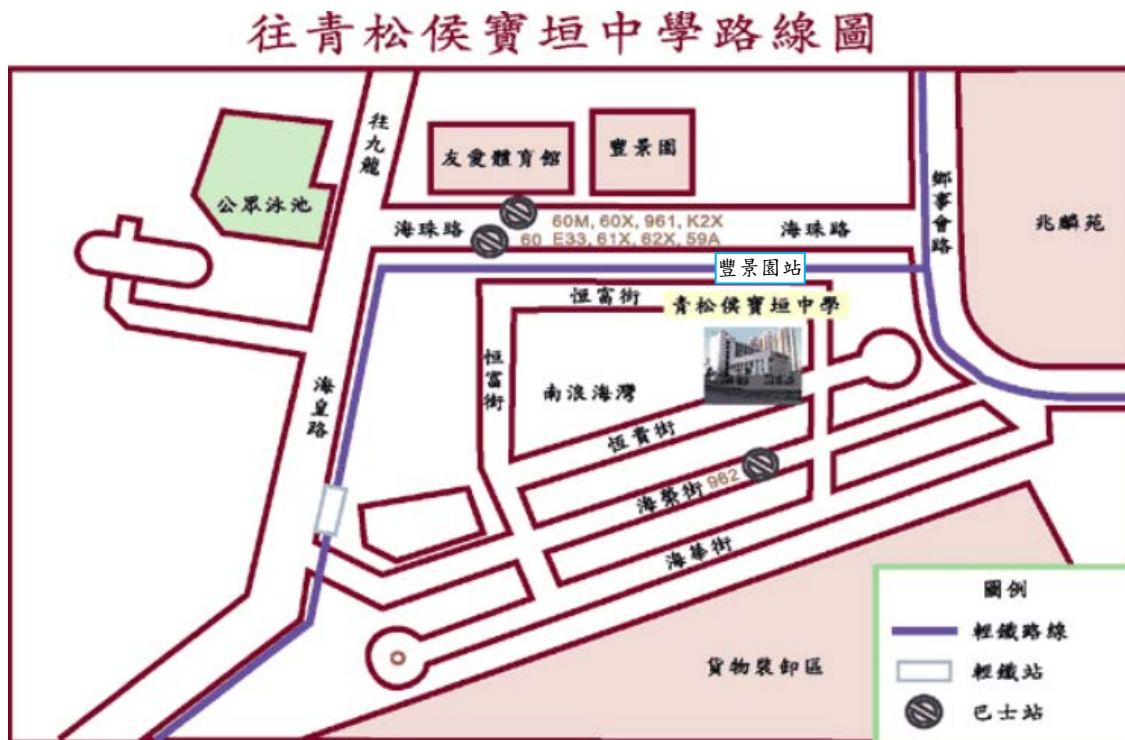 往青松侯寶垣中學路線圖
往九龍
友愛體育館
豐景園
鄉事會路
公眾泳池
兆麟苑
60M, 60X, 961, K2X
海珠路
海珠路
60 E33, 61X, 62X, 59A
豐景園站
恒富街
青松侯寶垣中學
恒富街
海皇路
南浪海灣
恆貴街
海榮街
962
海華街
貨物裝卸區
圖例
輕鐵路線
輕鐵站
巴士站